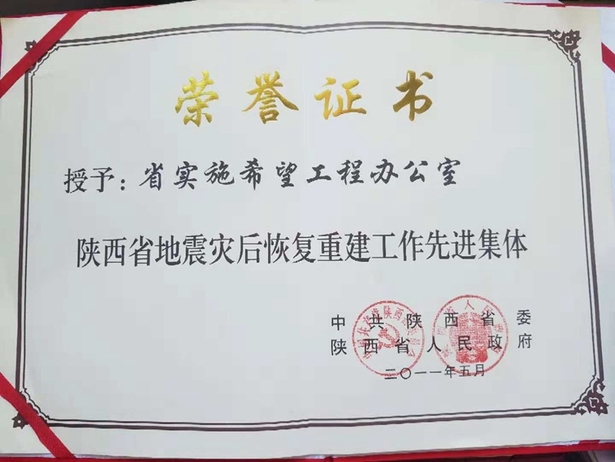 荣誉证书
授予：省实施希望工程办公室
陕西省地震灾后恢复重建工作先进集体
中共陕西省委
陕西省人民政府
二〇一一年五月